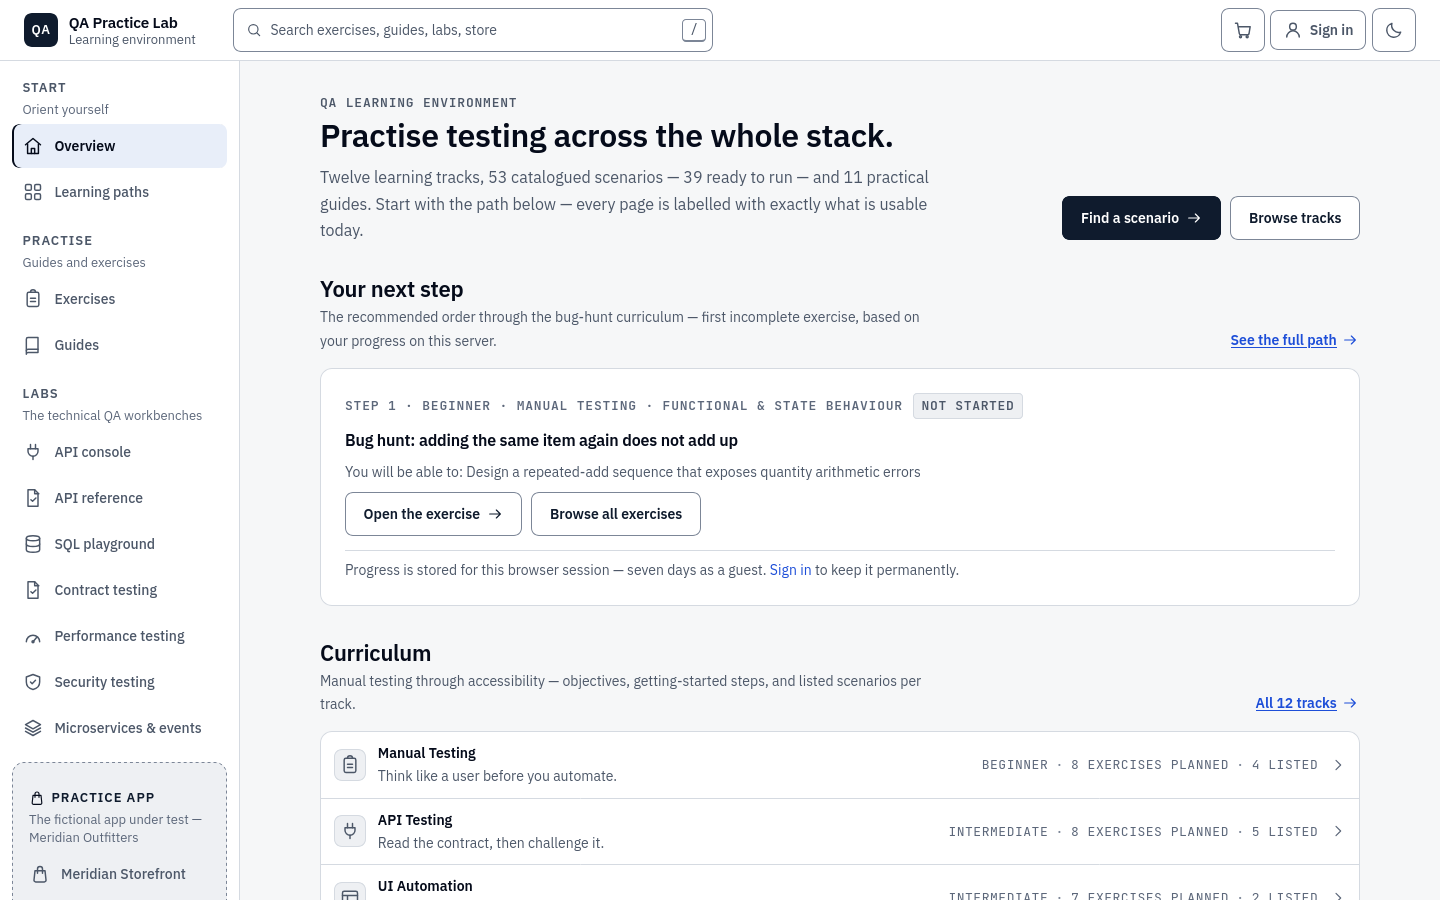 QA
QA Practice Lab
Learning environment
Search exercises, guides, labs, store
/
Sign in
START
Orient yourself
Overview
Learning paths
PRACTISE
Guides and exercises
Exercises
Guides
LABS
The technical QA workbenches
API console
API reference
SQL playground
Contract testing
Performance testing
Security testing
Microservices & events
PRACTICE APP
The fictional app under test —
Meridian Outfitters
Meridian Storefront
QA LEARNING ENVIRONMENT
Practise testing across the whole stack.
Twelve learning tracks, 53 catalogued scenarios — 39 ready to run — and 11 practical
guides. Start with the path below — every page is labelled with exactly what is usable
today.
Find a scenario
Browse tracks
Your next step
The recommended order through the bug-hunt curriculum — first incomplete exercise, based on
your progress on this server.
See the full path
STEP 1 · BEGINNER · MANUAL TESTING · FUNCTIONAL & STATE BEHAVIOUR
NOT STARTED
Bug hunt: adding the same item again does not add up
You will be able to: Design a repeated-add sequence that exposes quantity arithmetic errors
Open the exercise
Browse all exercises
Progress is stored for this browser session — seven days as a guest. Sign in to keep it permanently.
Curriculum
Manual testing through accessibility — objectives, getting-started steps, and listed scenarios per
track.
All 12 tracks
Manual Testing
Think like a user before you automate.
BEGINNER · 8 EXERCISES PLANNED · 4 LISTED
API Testing
Read the contract, then challenge it.
INTERMEDIATE · 8 EXERCISES PLANNED · 5 LISTED
UI Automation
INTERMEDIATE · 7 EXERCISES PLANNED · 2 LISTED